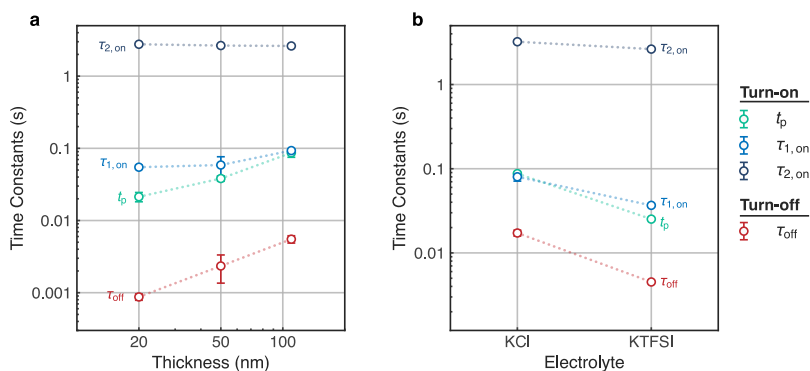 a
Time Constants (s)
1
0.1
0.01
0.001
τ2, on
τ1, on
tp
τoff
20
50
100
Thickness (nm)
b
Time Constants (s)
1
0.1
0.01
τ2, on
τ1, on
tp
τoff
KCl
KTFSI
Electrolyte
Turn-on
tp
τ1, on
τ2, on
Turn-off
τoff